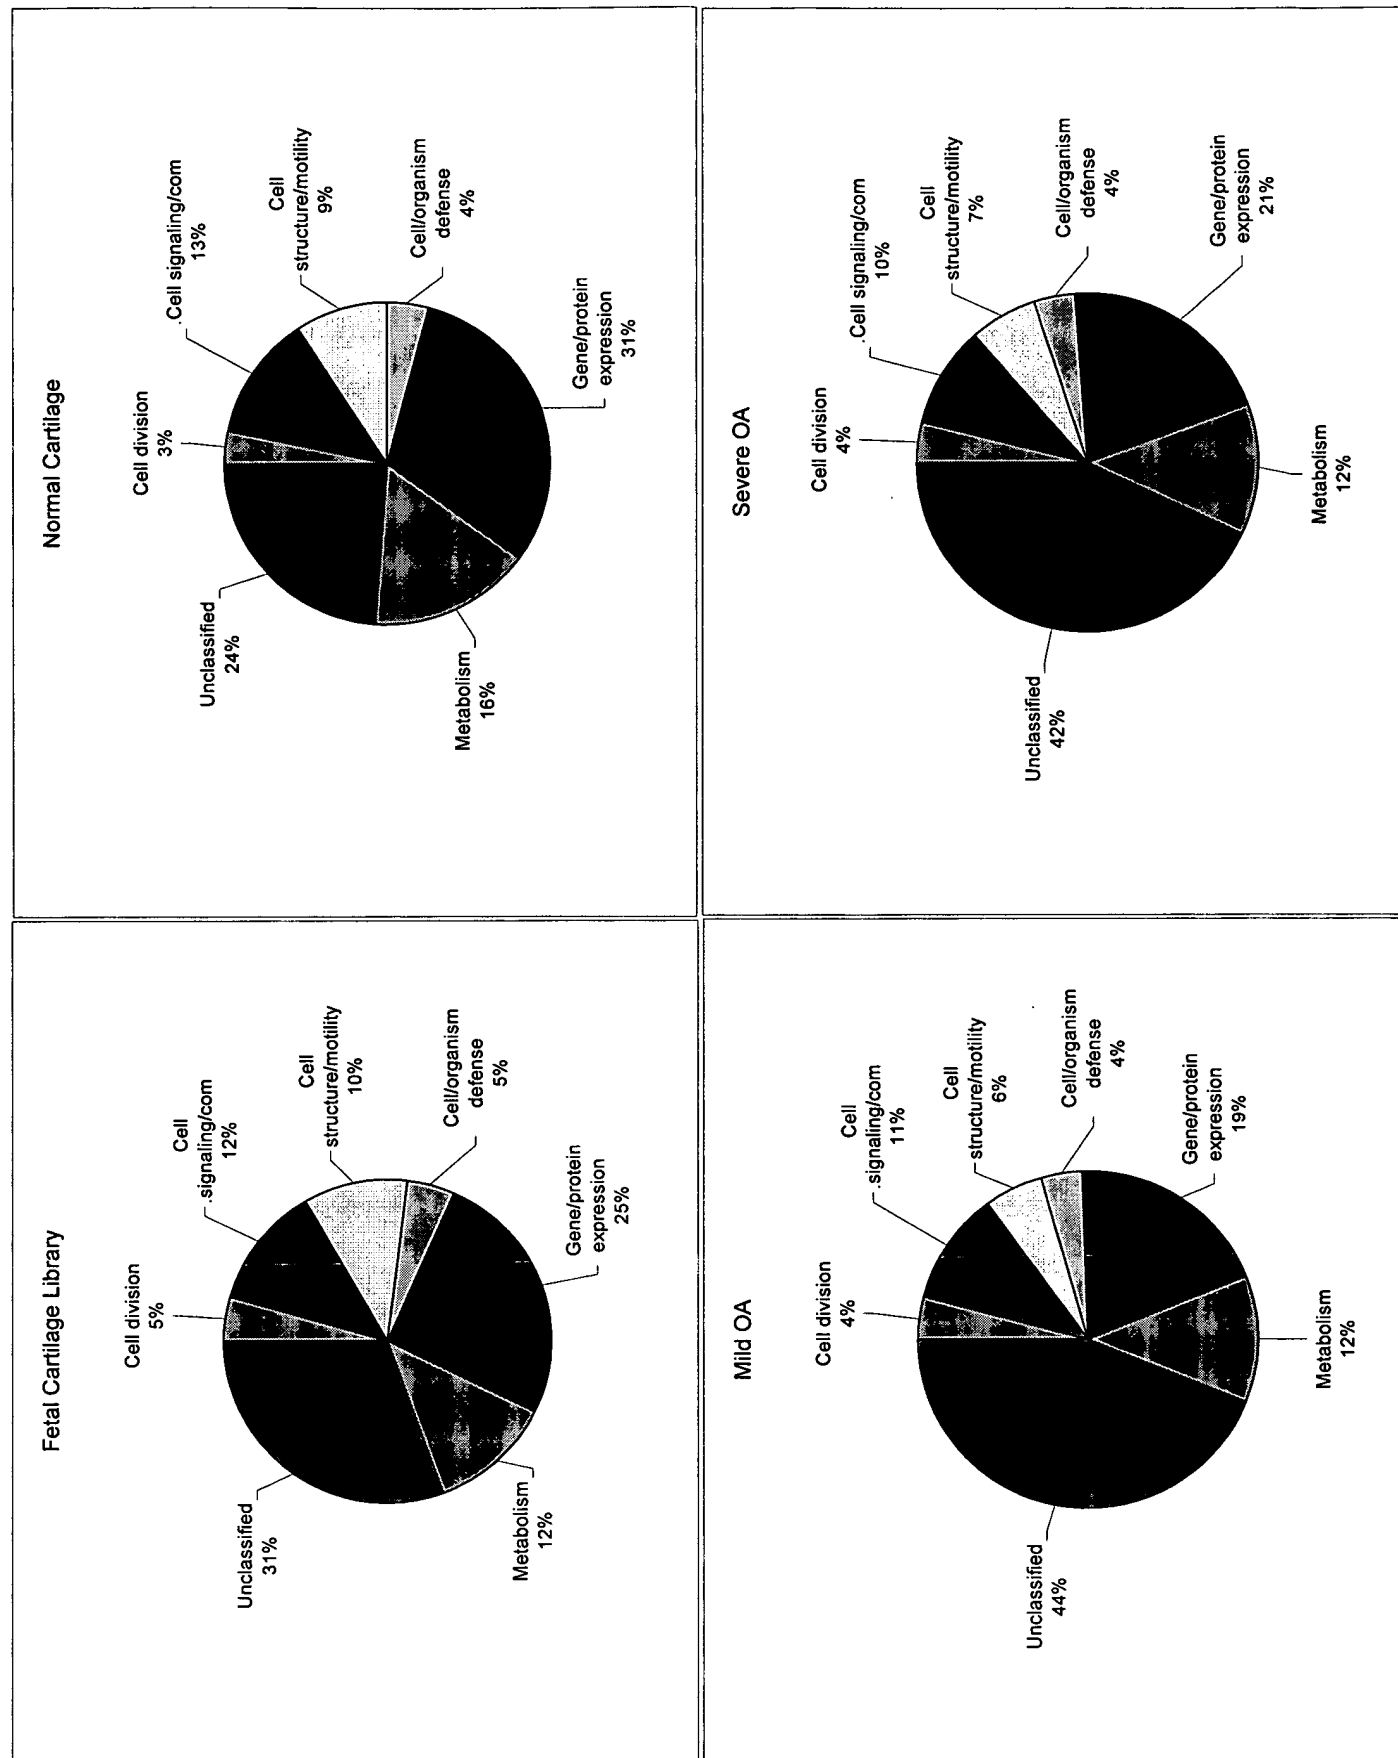 Fetal Cartilage Library
Cell division
5%
Cell
.signaling/com
12%
Cell
structure/motility
10%
Cell/organism
defense
5%
Gene/protein
expression
25%
Metabolism
12%
Unclassified
31%
Normal Cartilage
Cell division
3%
.Cell signaling/com
13%
Cell
structure/motility
9%
Cell/organism
defense
4%
Gene/protein
expression
31%
Metabolism
16%
Unclassified
24%
Mild OA
Cell division
4%
Cell
.signaling/com
11%
Cell
structure/motility
6%
Cell/organism
defense
4%
Gene/protein
expression
19%
Metabolism
12%
Unclassified
44%
Severe OA
Cell division
4%
.Cell signaling/com
10%
Cell
structure/motility
7%
Cell/organism
defense
4%
Gene/protein
expression
21%
Metabolism
12%
Unclassified
42%